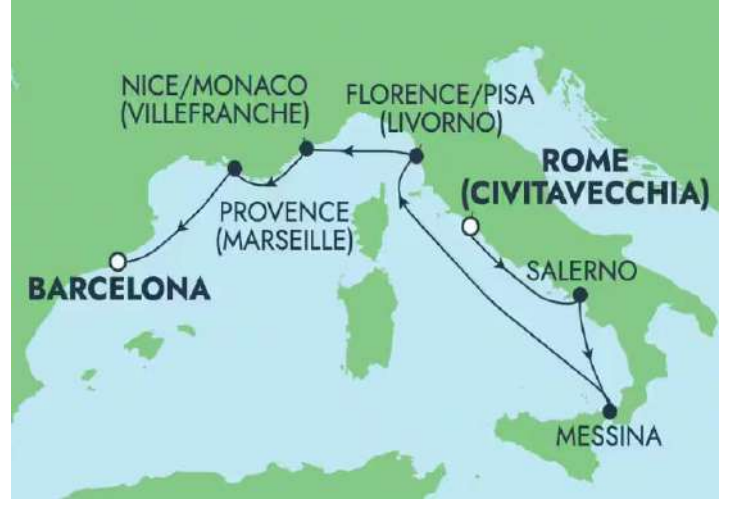 NICE/MONACO
(VILLEFRANCHE)
FLORENCE/PISA
(LIVORNO)
ROME
(CIVITAVECCHIA)
PROVENCE
(MARSEILLE)
SALERNO
BARCELONA
MESSINA